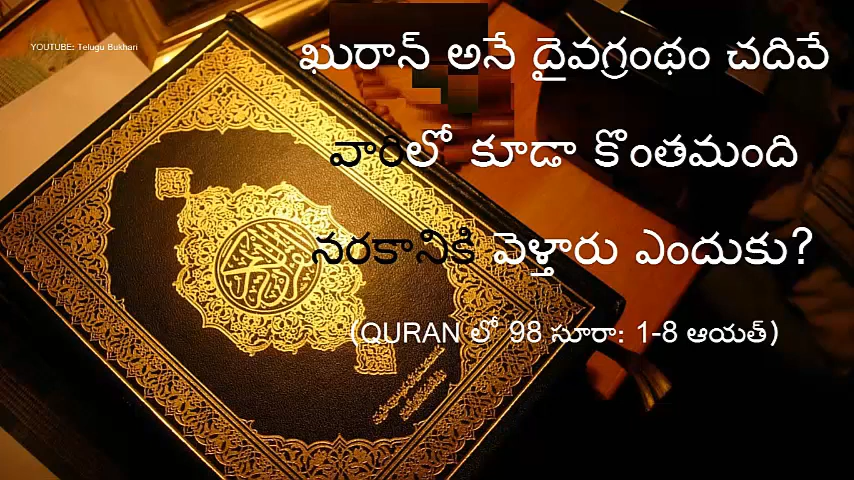 YOUTUBE: Telugu Bukhari
ఖురాన్ అనే దైవగ్రంథం చదివే
వారిలో కూడా కొంతమంది
నరకానికి వెళ్తారు ఎందుకు?
(QURAN లో 98 సూరా: 1-8 ఆయత్)